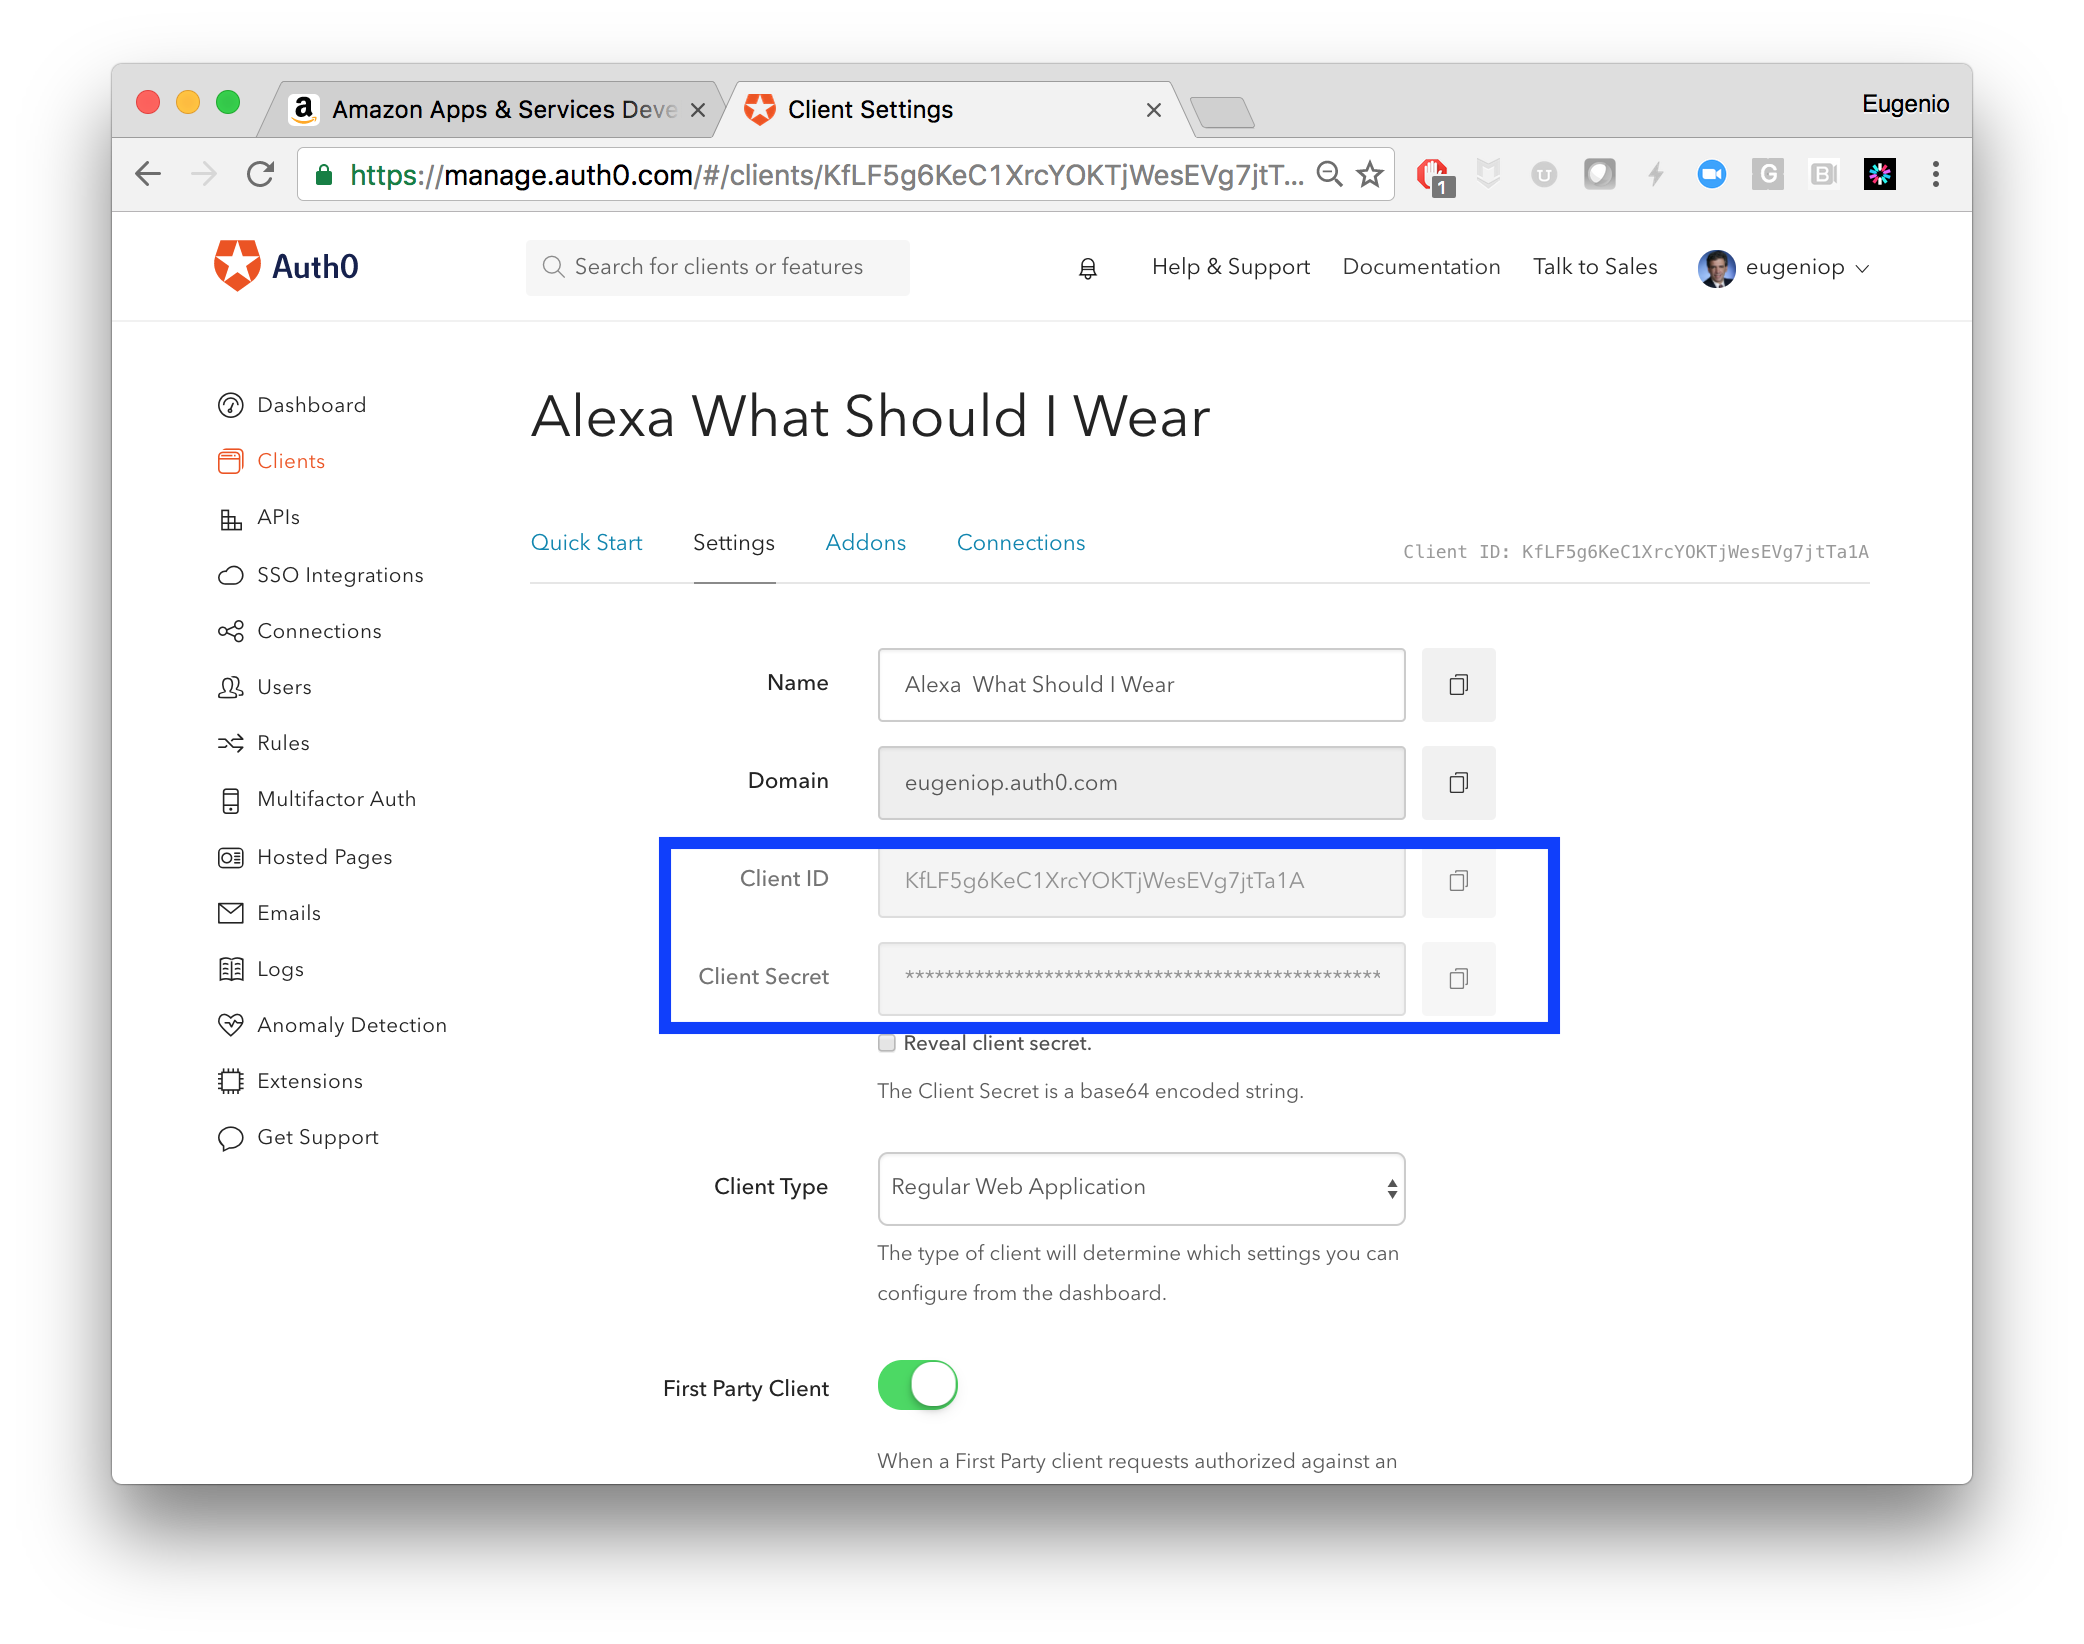 Amazon Apps & Services Deve
Client Settings
Eugenio
https://manage.auth0.com/#/clients/KfLF5g6KeC1XrcYOKTjWesEVg7jtT...
1
Auth0
Search for clients or features
Help & Support
Documentation
Talk to Sales
eugeniop
Dashboard
Clients
APIs
SSO Integrations
Connections
Users
Rules
Multifactor Auth
Hosted Pages
Emails
Logs
Anomaly Detection
Extensions
Get Support
Alexa What Should I Wear
Quick Start
Settings
Addons
Connections
Client ID: KfLF5g6KeC1XrcYOKTjWesEVg7jtTa1A
Name
Alexa  What Should I Wear
Domain
eugeniop.auth0.com
Client ID
KfLF5g6KeC1XrcYOKTjWesEVg7jtTa1A
Client Secret
************************************************
Reveal client secret.
The Client Secret is a base64 encoded string.
Client Type
Regular Web Application
The type of client will determine which settings you can
configure from the dashboard.
First Party Client
When a First Party client requests authorized against an